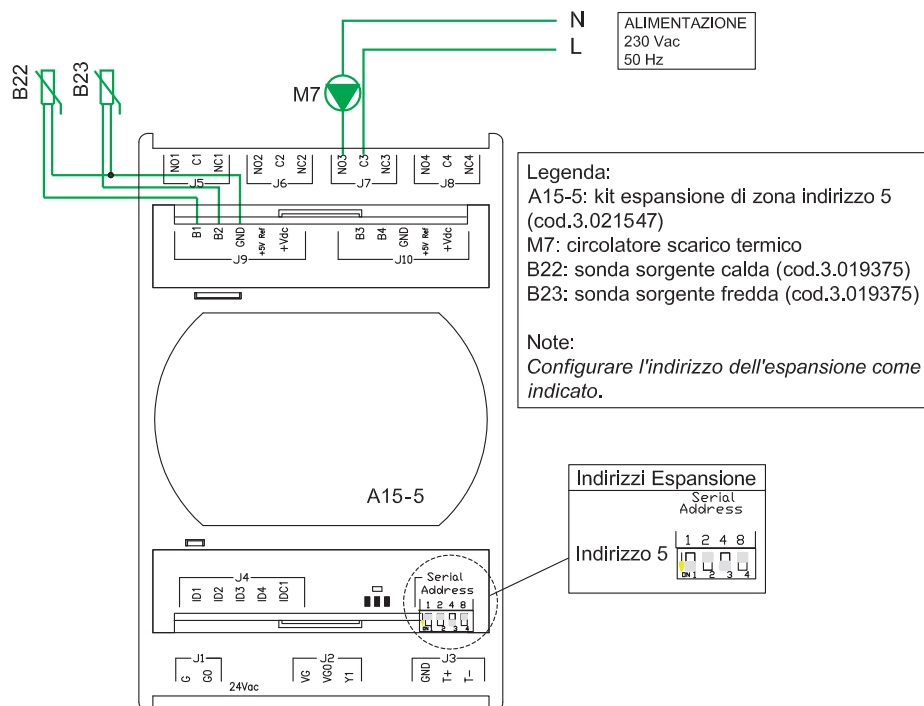 N
L
ALIMENTAZIONE
230 Vac
50 Hz
B22
B23
M7
NO1 C1 NC1
J5
NO2 C2 NC2
J6
NO3 C3 NC3
J7
NO4 C4 NC4
J8
B1 B2 GND +5V Ref +Vdc
J9
B3 B4 GND +5V Ref +Vdc
J10
Legenda:
A15-5: kit espansione di zona indirizzo 5
(cod.3.021547)
M7: circolatore scarico termico
B22: sonda sorgente calda (cod.3.019375)
B23: sonda sorgente fredda (cod.3.019375)
Note:
Configurare l'indirizzo dell'espansione come
indicato.
A15-5
Indirizzi Espansione
Serial
Address
1 2 4 8
Indirizzo 5
ON 1 2 3 4
J4
ID1 ID2 ID3 ID4 IDC1
Serial
Address
1 2 4 8
ON 2 3 4
J1
G G0
24Vac
J2
VG VG0 Y1
J3
GND T+ T-